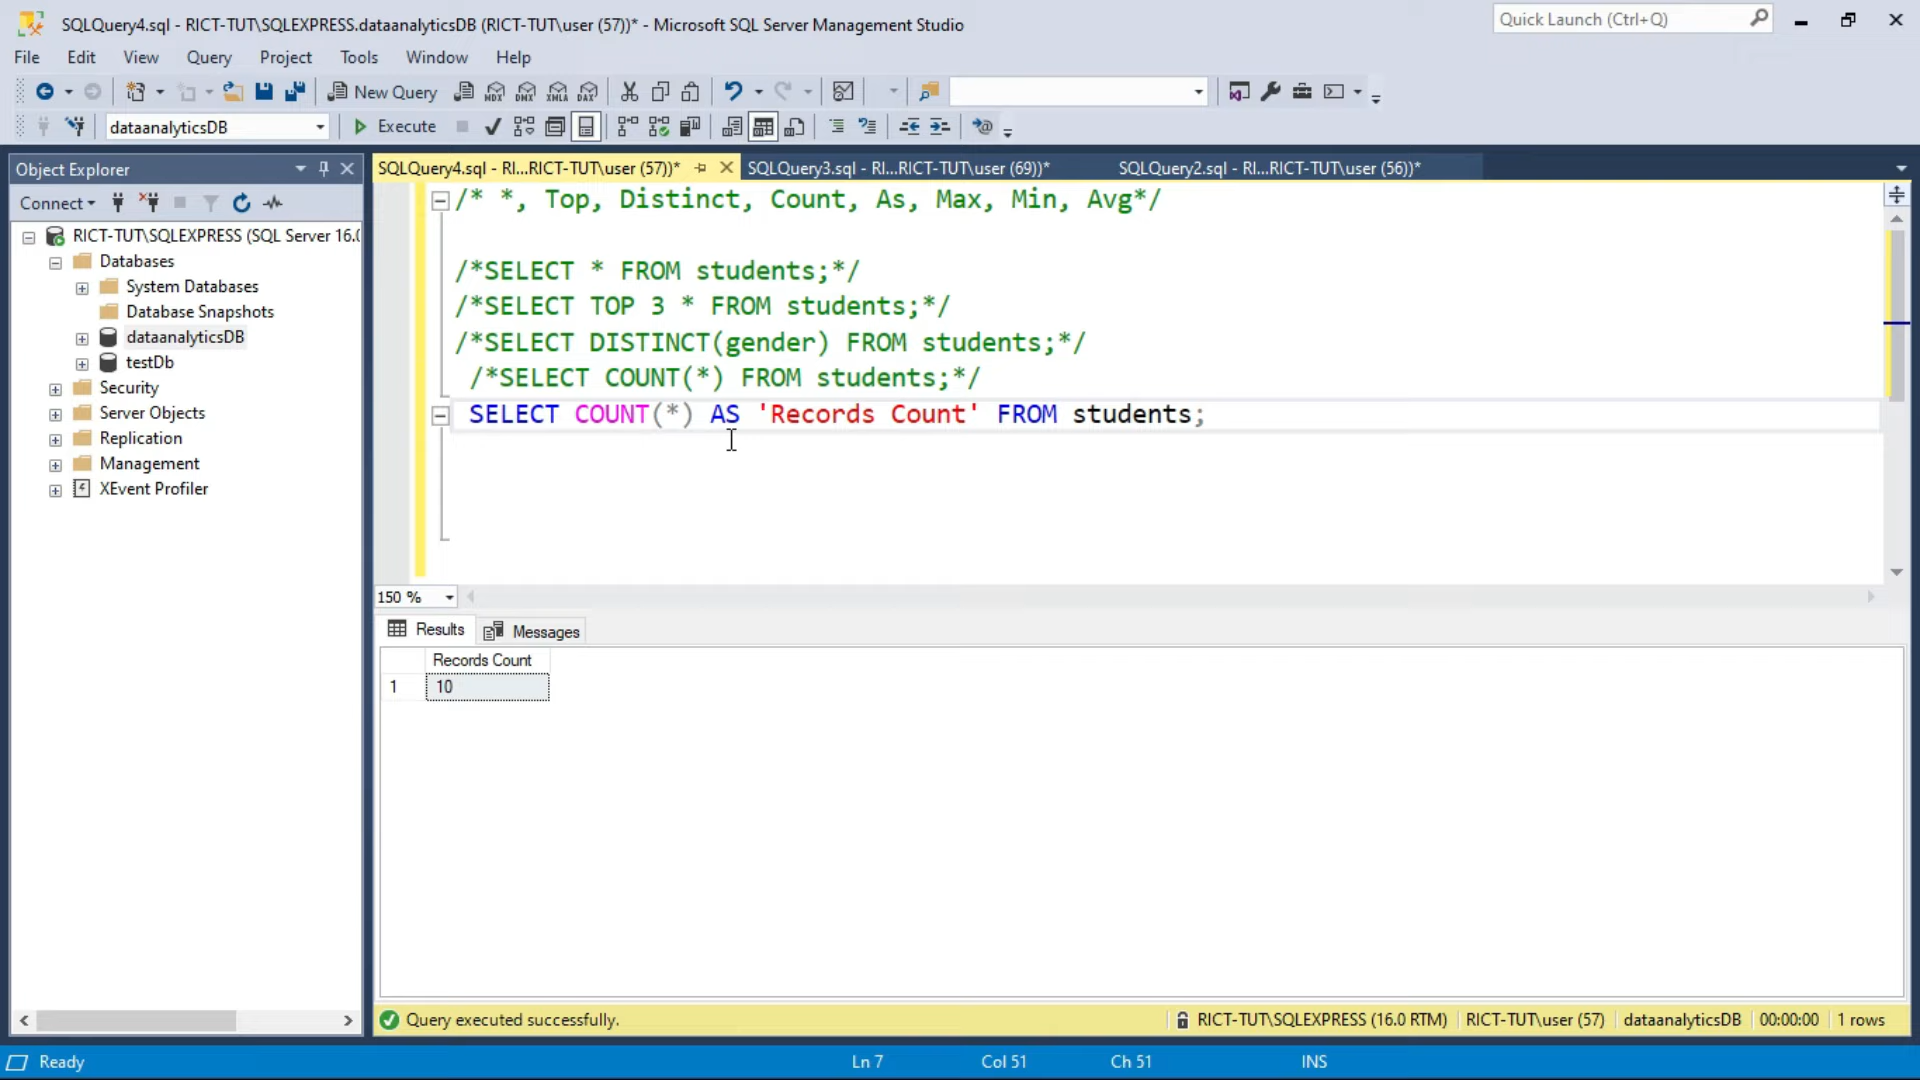 SQLQuery4.sql - RICT-TUT\SQLEXPRESS.dataanalyticsDB (RICT-TUT\user (57))* - Microsoft SQL Server Management Studio
Quick Launch (Ctrl+Q)
File Edit View Query Project Tools Window Help
New Query MDX DMX XMLA DAX
dataanalyticsDB Execute
Object Explorer
SQLQuery4.sql - RI...RICT-TUT\user (57))* SQLQuery3.sql - RI...RICT-TUT\user (69))* SQLQuery2.sql - RI...RICT-TUT\user (56))*
Connect
RICT-TUT\SQLEXPRESS (SQL Server 16.0
Databases
System Databases
Database Snapshots
dataanalyticsDB
testDb
Security
Server Objects
Replication
Management
XEvent Profiler
/* *, Top, Distinct, Count, As, Max, Min, Avg*/
/*SELECT * FROM students;*/
/*SELECT TOP 3 * FROM students;*/
/*SELECT DISTINCT(gender) FROM students;*/
/*SELECT COUNT(*) FROM students;*/
SELECT COUNT(*) AS 'Records Count' FROM students;
150 %
Results Messages
Records Count
1 10
Query executed successfully. RICT-TUT\SQLEXPRESS (16.0 RTM) RICT-TUT\user (57) dataanalyticsDB 00:00:00 1 rows
Ready Ln 7 Col 51 Ch 51 INS